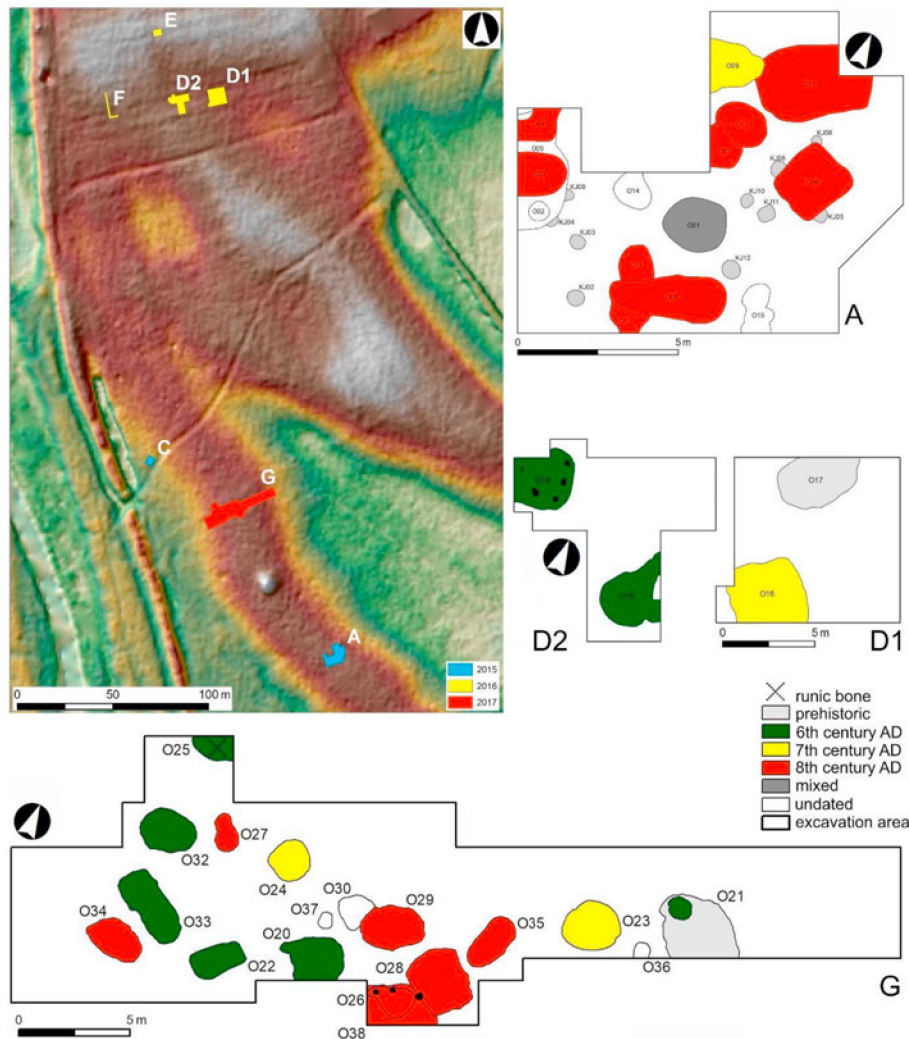 E
D2
D1
F
C
G
A
0
50
100 m
2015
2016
2017
O09
KJ08
O05
KJ06
O14
KJ09
KJ10
KJ11
O02
O01
KJ04
KJ05
KJ03
KJ12
KJ02
O15
A
0
5 m
O17
O16
D2
D1
0
5 m
runic bone
prehistoric
6th century AD
7th century AD
8th century AD
mixed
undated
excavation area
O25
O27
O32
O24
O30
O29
O21
O37
O34
O33
O20
O35
O23
O22
O28
O36
O26
O38
G
0
5 m